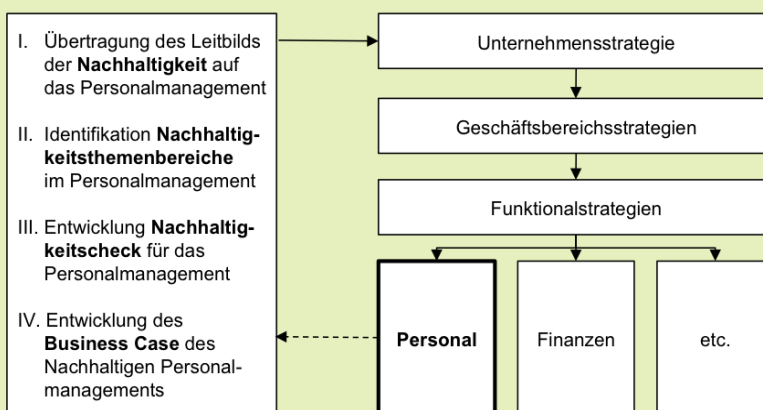 I. Übertragung des Leitbilds
der Nachhaltigkeit auf
das Personalmanagement
II. Identifikation Nachhaltig-
keitsthemenbereiche
im Personalmanagement
III. Entwicklung Nachhaltig-
keitscheck für das
Personalmanagement
IV. Entwicklung des
Business Case des
Nachhaltigen Personal-
managements
Unternehmensstrategie
Geschäftsbereichsstrategien
Funktionalstrategien
Personal
Finanzen
etc.